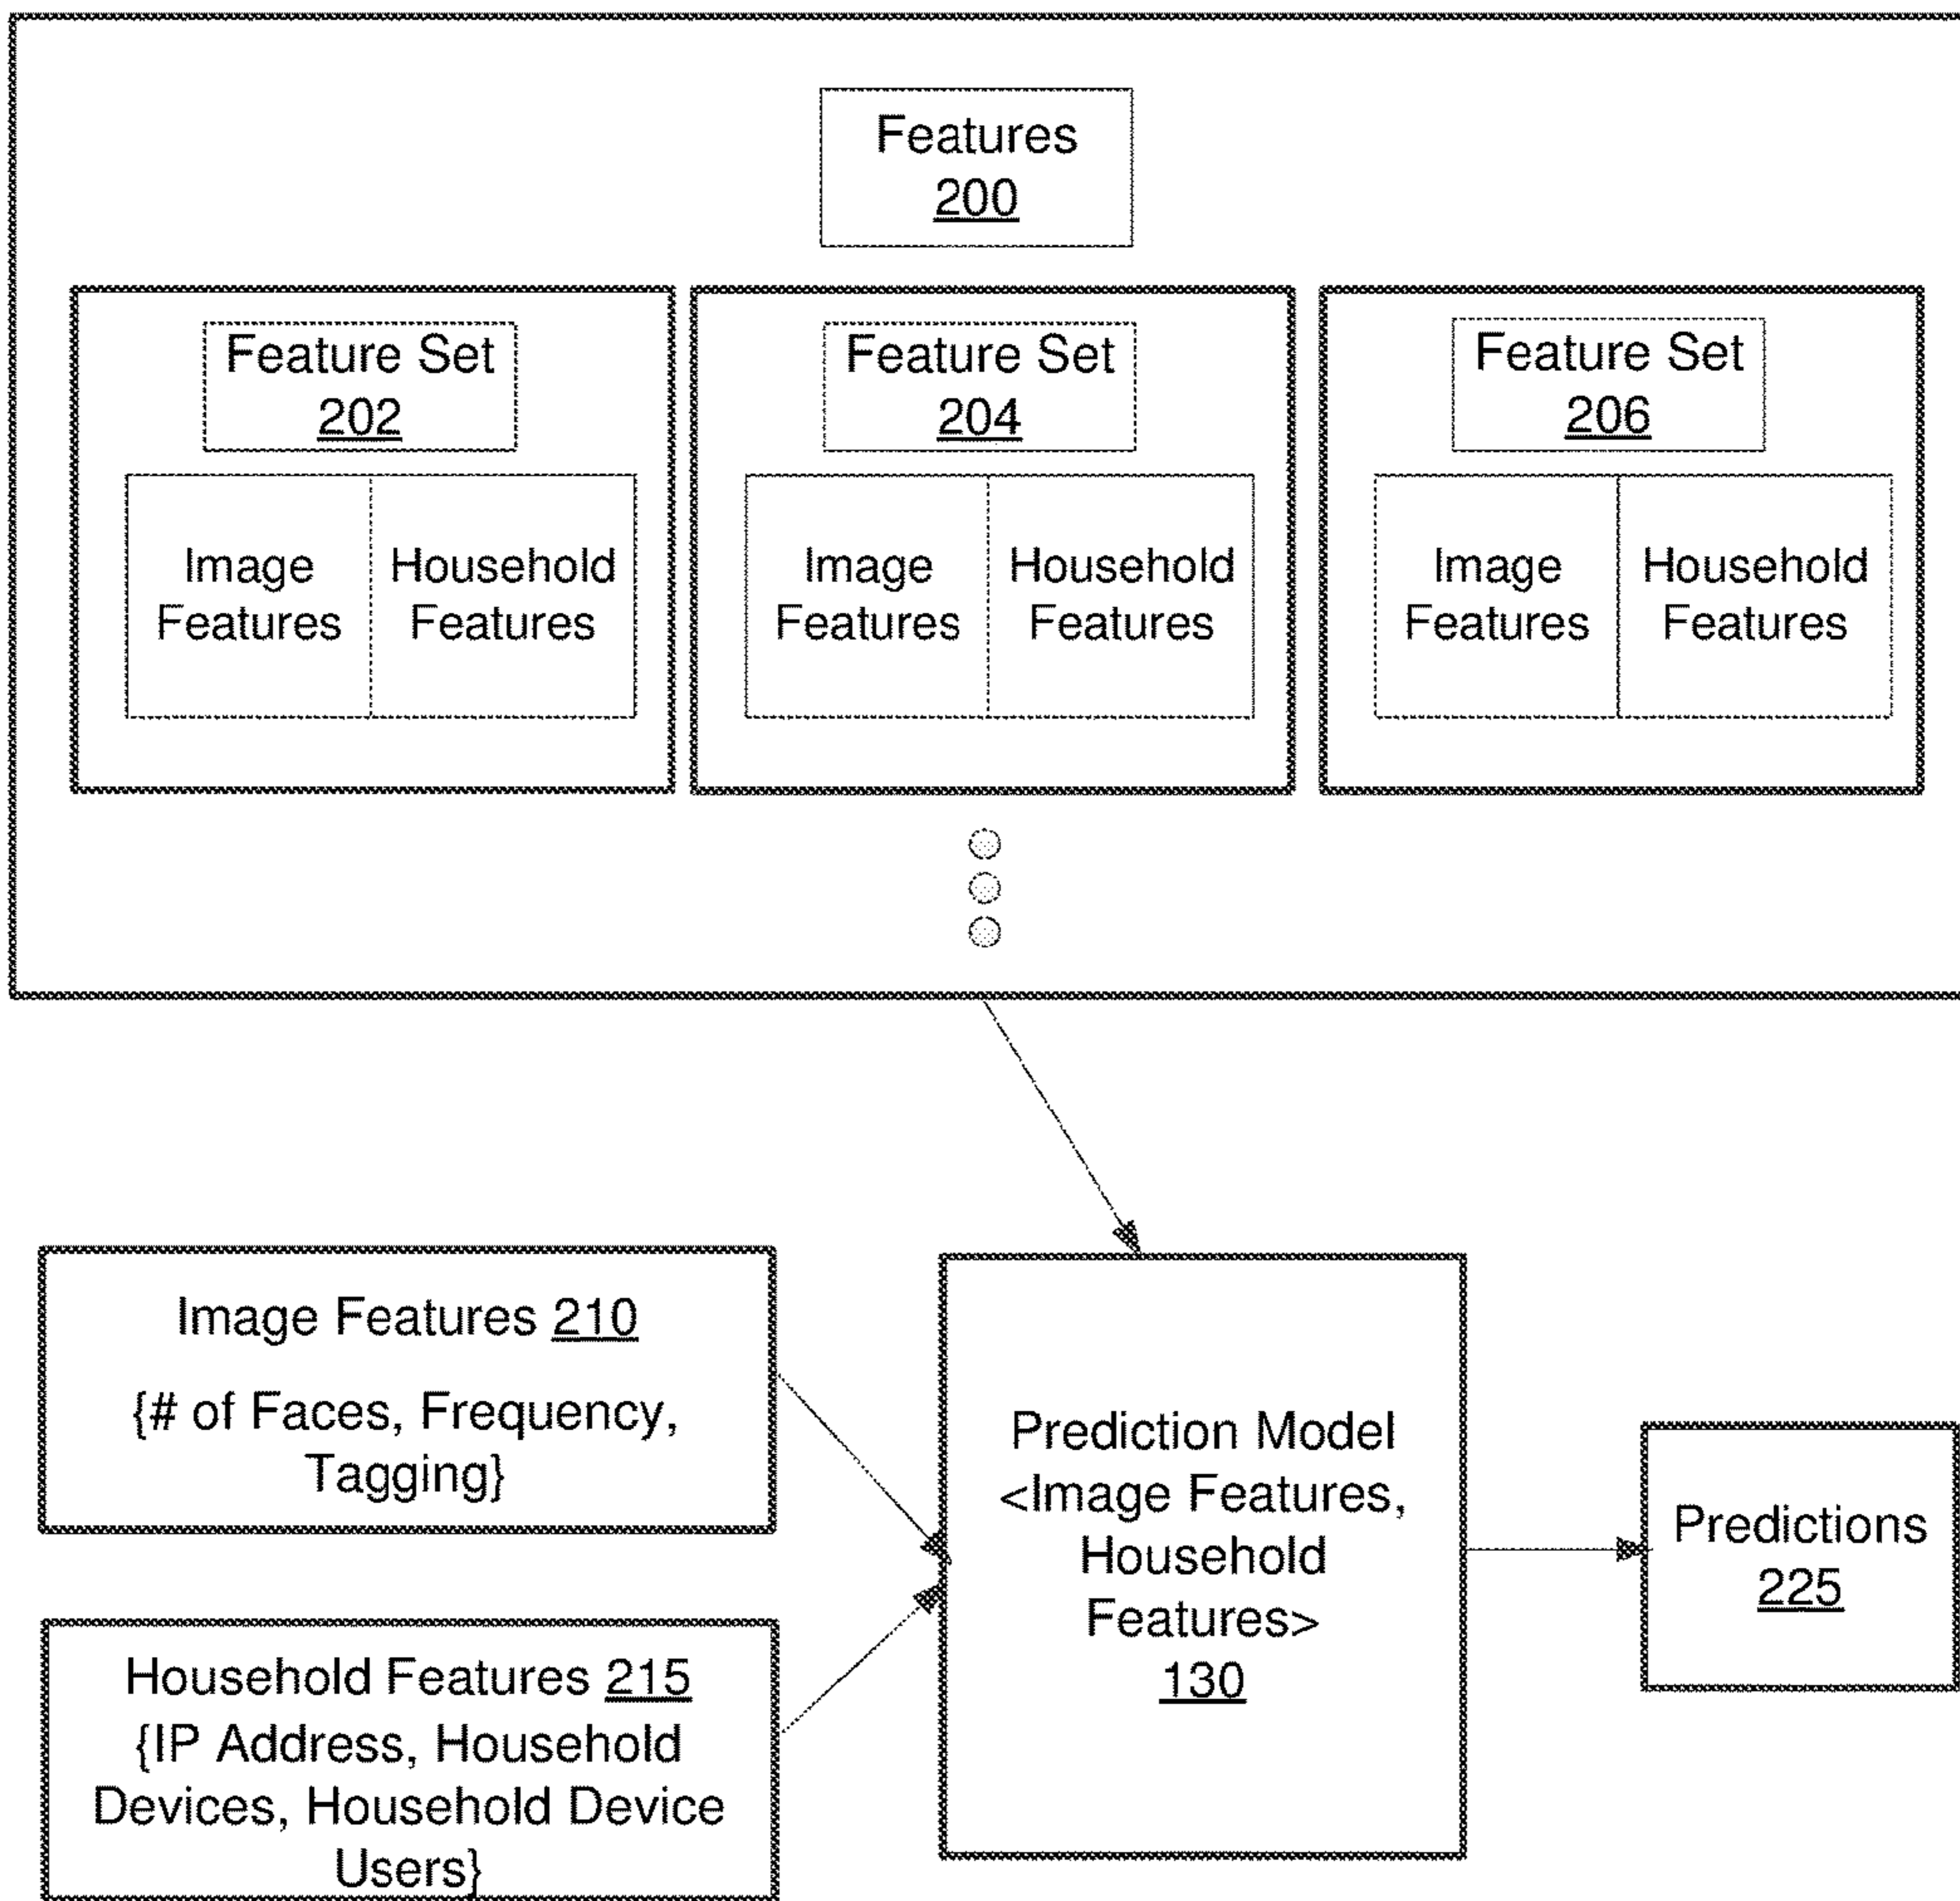 Features
200
Feature Set
202
Image
Features
Household
Features
Feature Set
204
Image
Features
Household
Features
Feature Set
206
Image
Features
Household
Features
Image Features 210
{# of Faces, Frequency,
Tagging}
Household Features 215
{IP Address, Household
Devices, Household Device
Users}
Prediction Model
<Image Features,
Household
Features>
130
Predictions
225